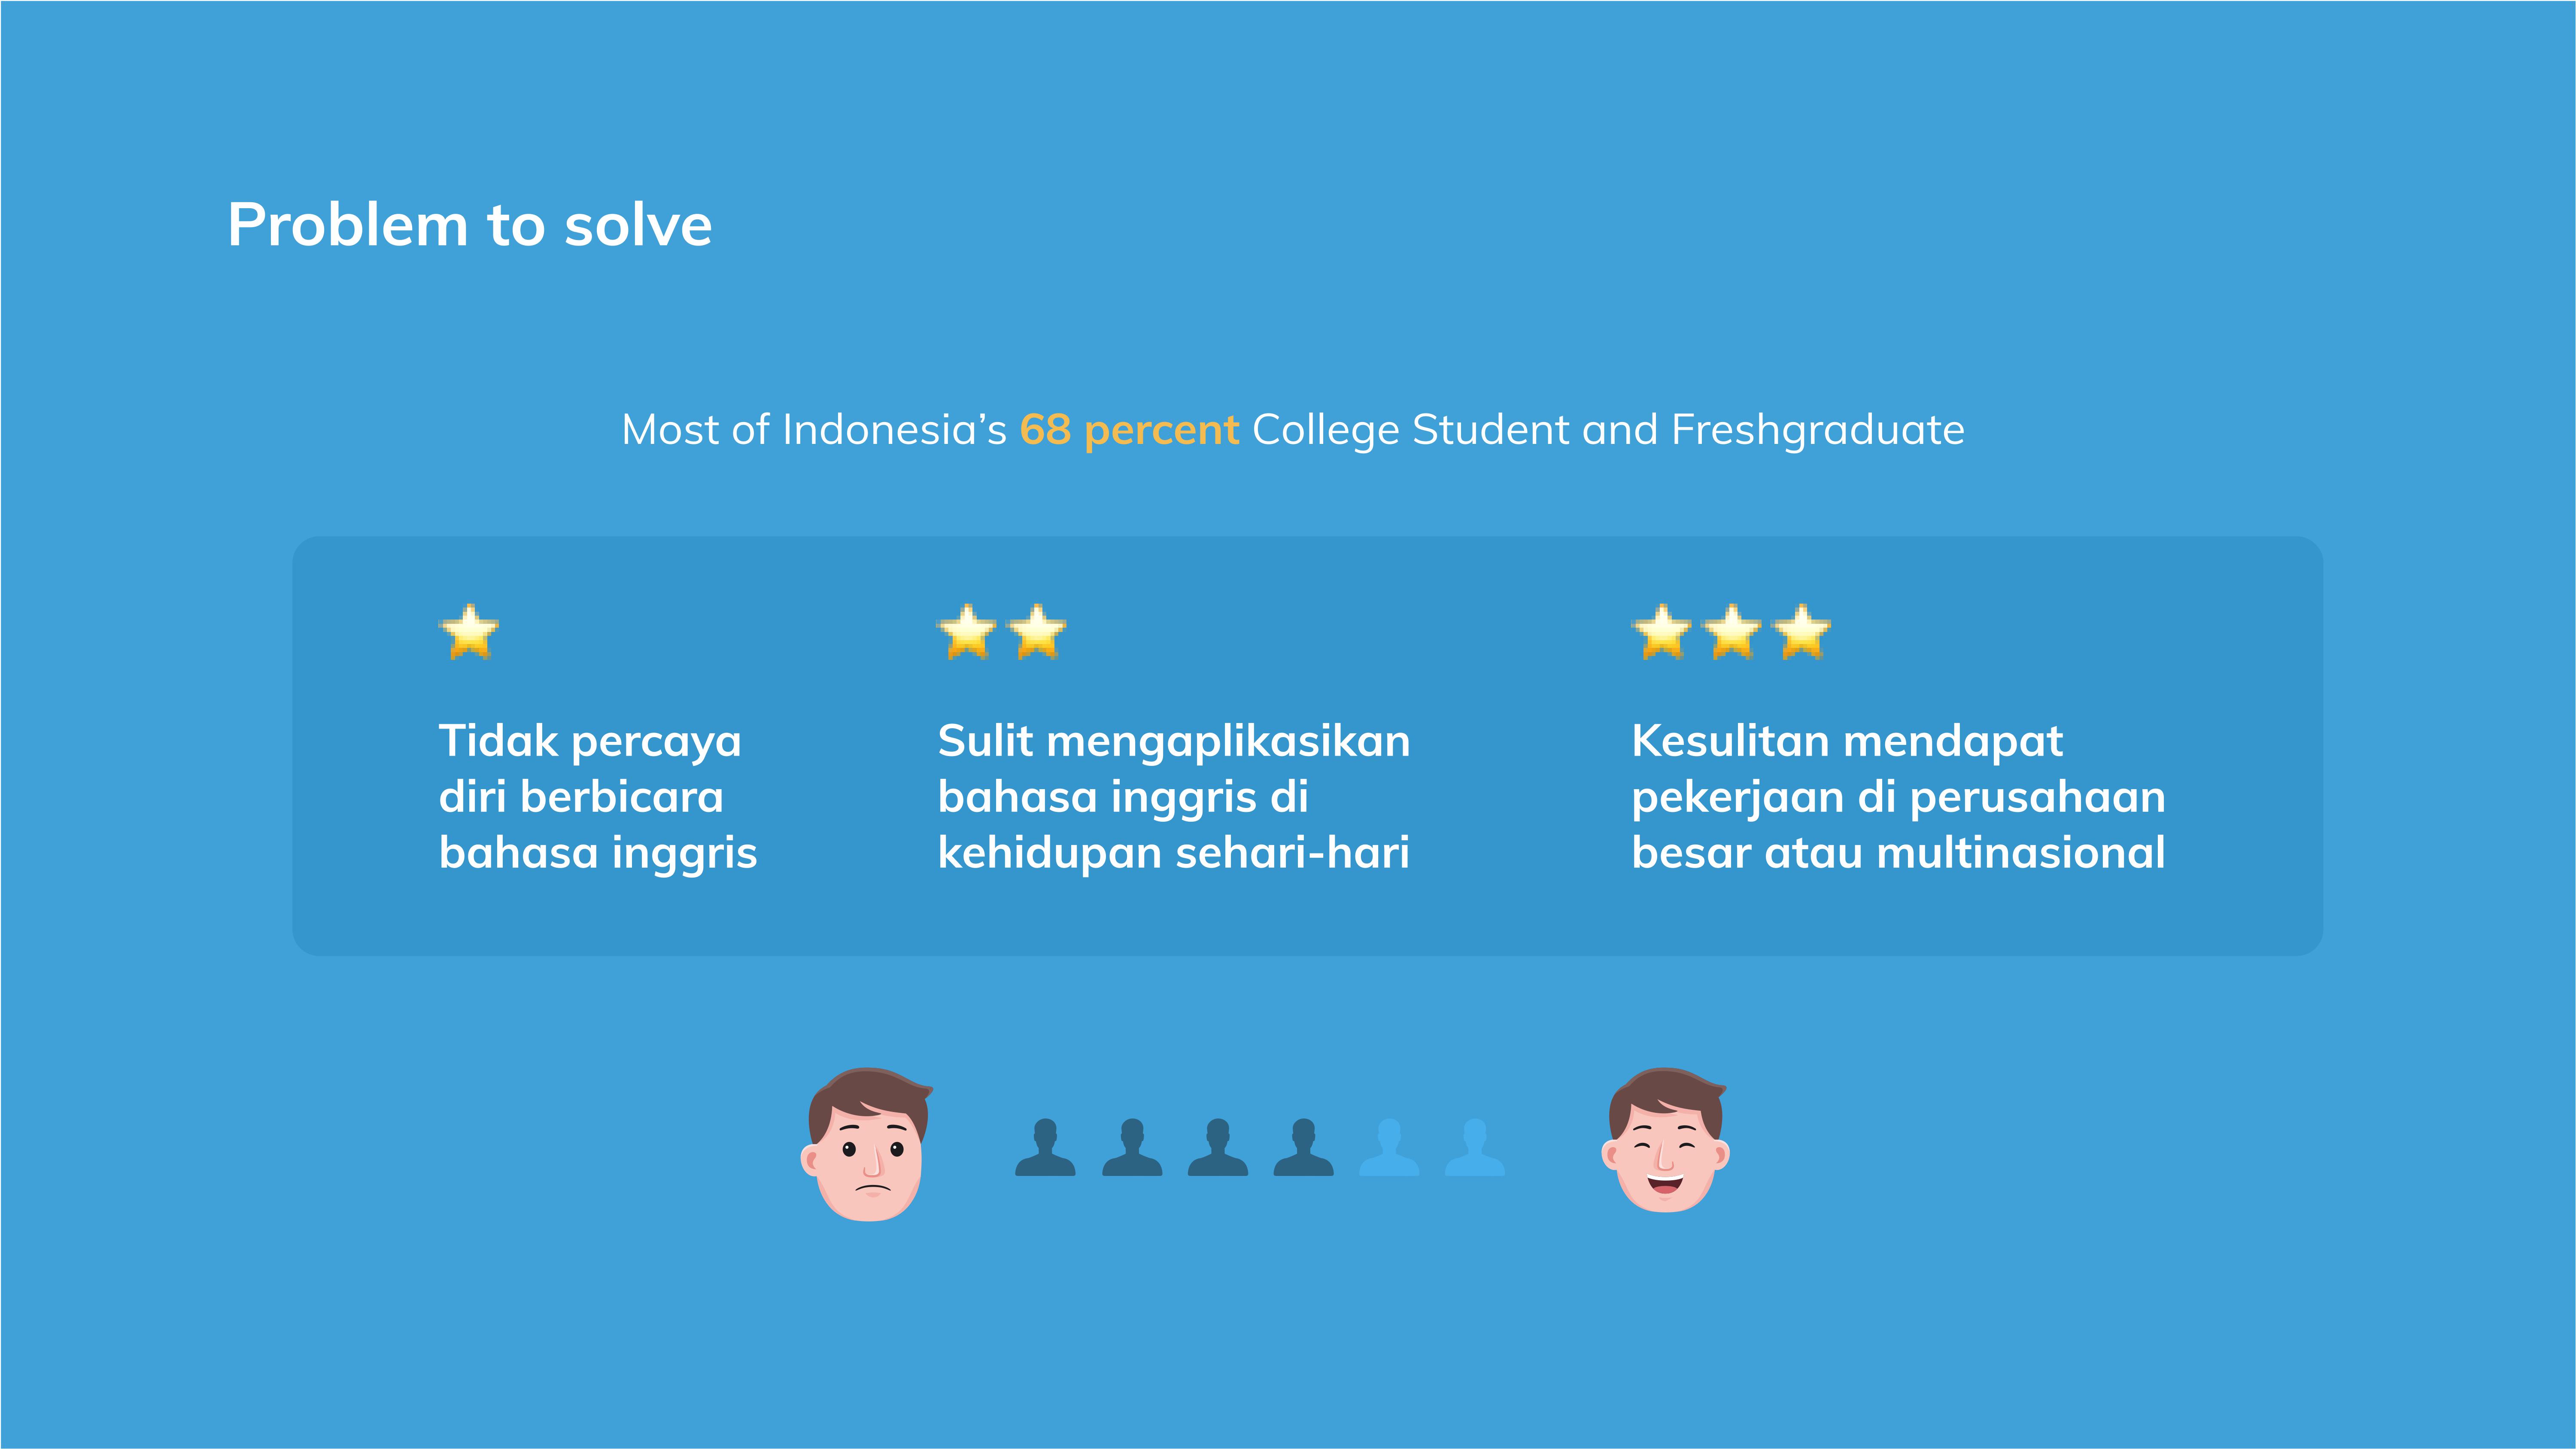 Problem to solve
Most of Indonesia’s 68 percent College Student and Freshgraduate
Tidak percaya
diri berbicara
bahasa inggris
Sulit mengaplikasikan
bahasa inggris di
kehidupan sehari-hari
Kesulitan mendapat
pekerjaan di perusahaan
besar atau multinasional